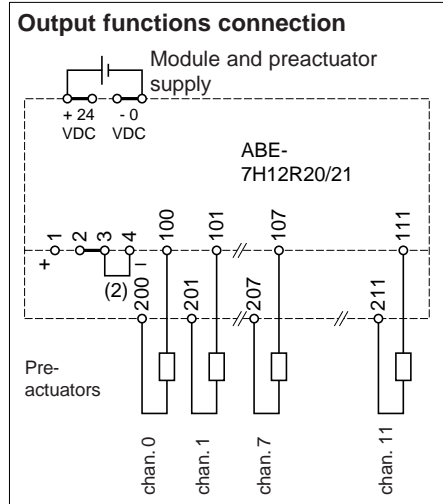 Output functions connection
Module and preactuator
supply
+ 24
VDC
- 0
VDC
ABE-
7H12R20/21
1
2
3
4
100
101
107
111
+
–
(2)
200
201
207
211
Pre-
actuators
chan. 0
chan. 1
chan. 7
chan. 11